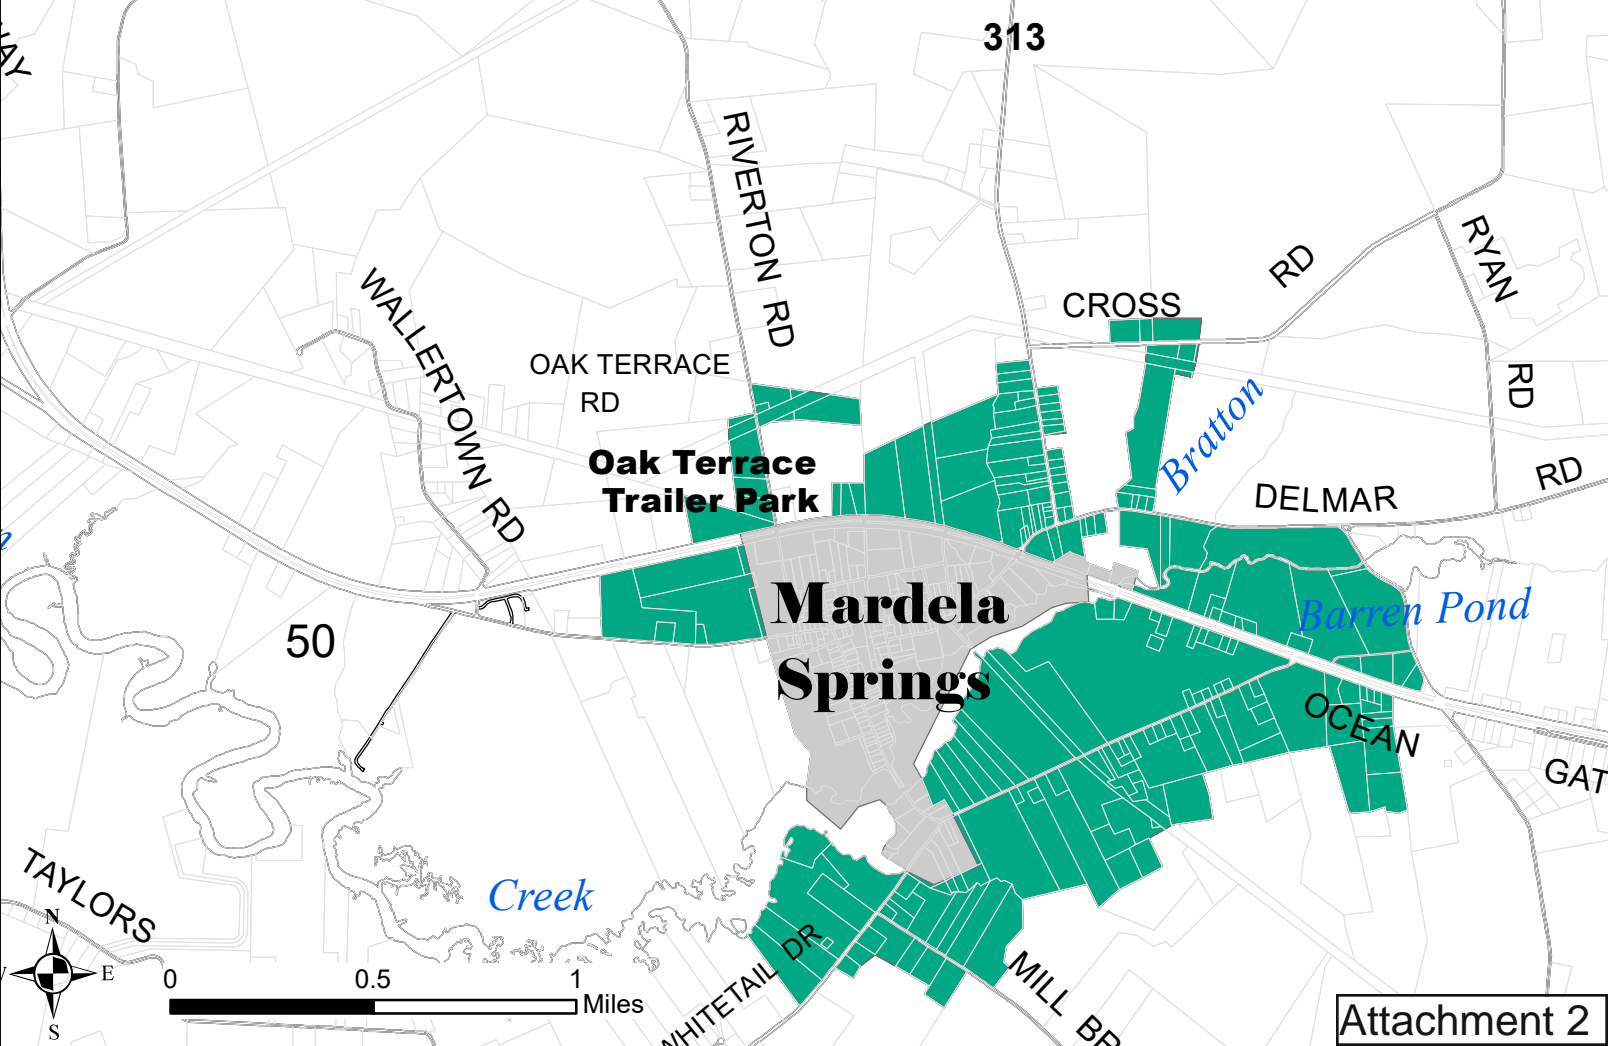 313
RIVERTON RD
WALLERTOWN RD
CROSS
RD
RYAN
RD
OAK TERRACE
RD
Oak Terrace
Trailer Park
Bratton
DELMAR
RD
Mardela
Springs
Barren Pond
50
OCEAN
GAT
Creek
TAYLORS
N
E
S
0 0.5 1
Miles
WHITETAIL DR
MILL BR
Attachment 2